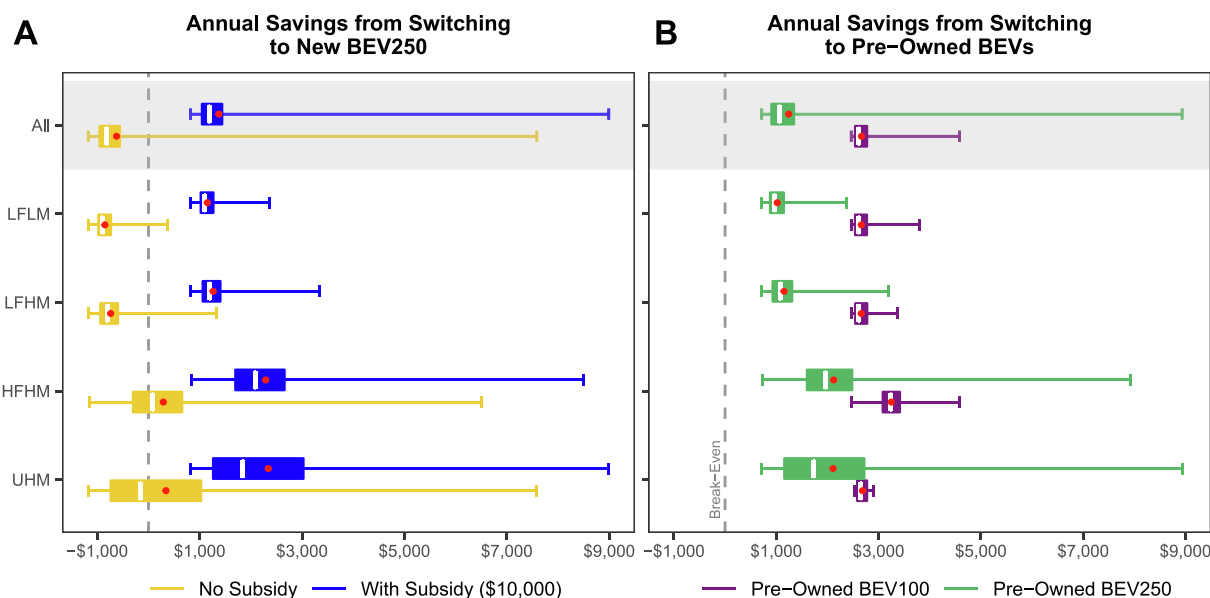 A
Annual Savings from Switching
to New BEV250
B
Annual Savings from Switching
to Pre-Owned BEVs
All
LFLM
LFHM
HFHM
UHM
Break-Even
−$1,000
$1,000
$3,000
$5,000
$7,000
$9,000
−$1,000
$1,000
$3,000
$5,000
$7,000
$9,000
No Subsidy
With Subsidy ($10,000)
Pre-Owned BEV100
Pre-Owned BEV250